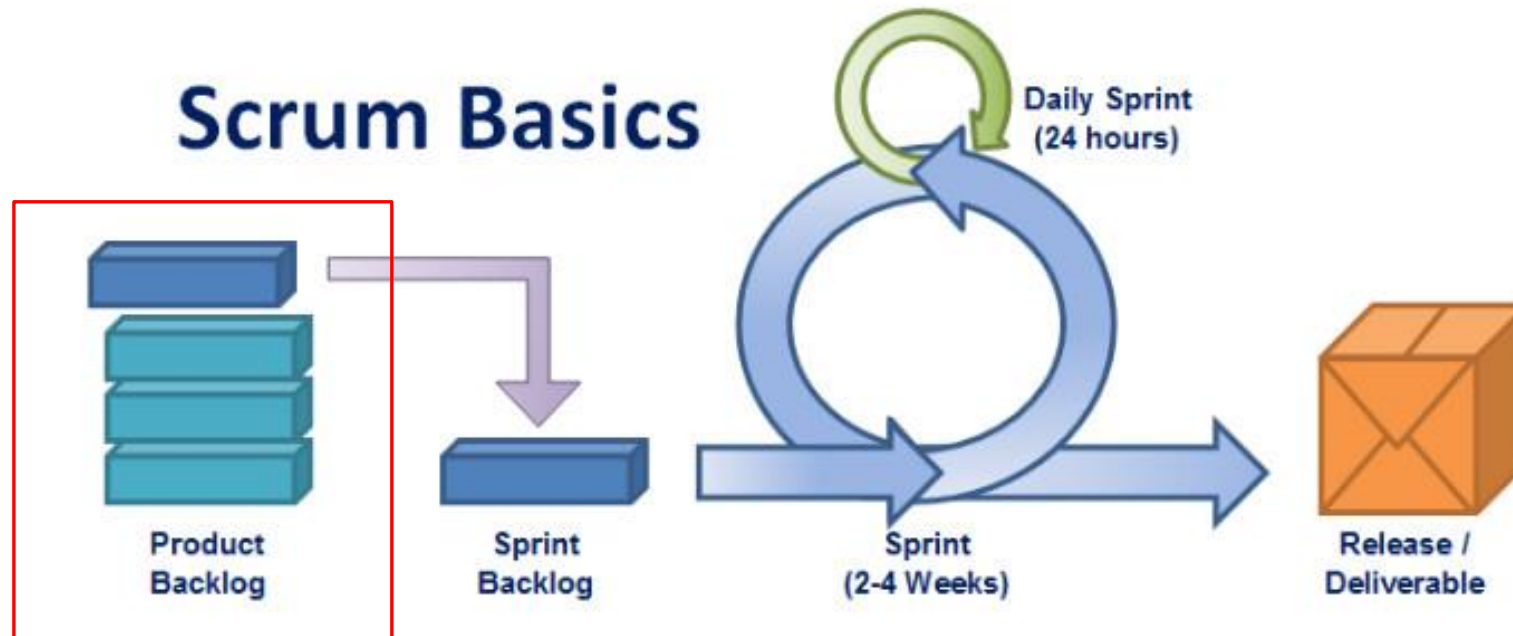 Scrum Basics
Daily Sprint
(24 hours)
Product
Backlog
Sprint
Backlog
Sprint
(2-4 Weeks)
Release /
Deliverable